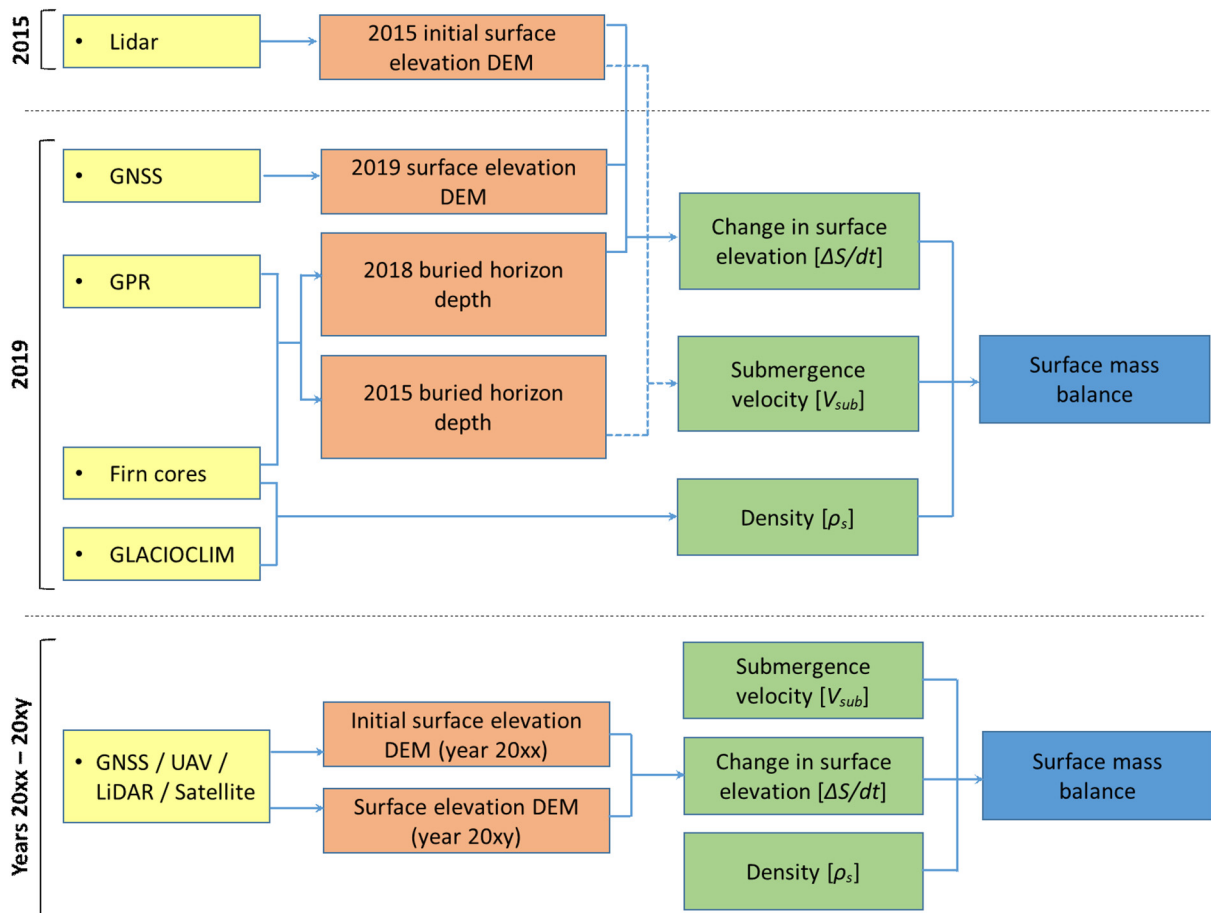 2015
• Lidar
2015 initial surface
elevation DEM
2019
• GNSS
2019 surface elevation
DEM
• GPR
2018 buried horizon
depth
2015 buried horizon
depth
• Firn cores
• GLACIOCLIM
Change in surface
elevation [ΔS/dt]
Submergence
velocity [Vsub]
Density [ρs]
Surface mass
balance
Years 20xx – 20xy
• GNSS / UAV /
LiDAR / Satellite
Initial surface elevation
DEM (year 20xx)
Surface elevation DEM
(year 20xy)
Submergence
velocity [Vsub]
Change in surface
elevation [ΔS/dt]
Density [ρs]
Surface mass
balance